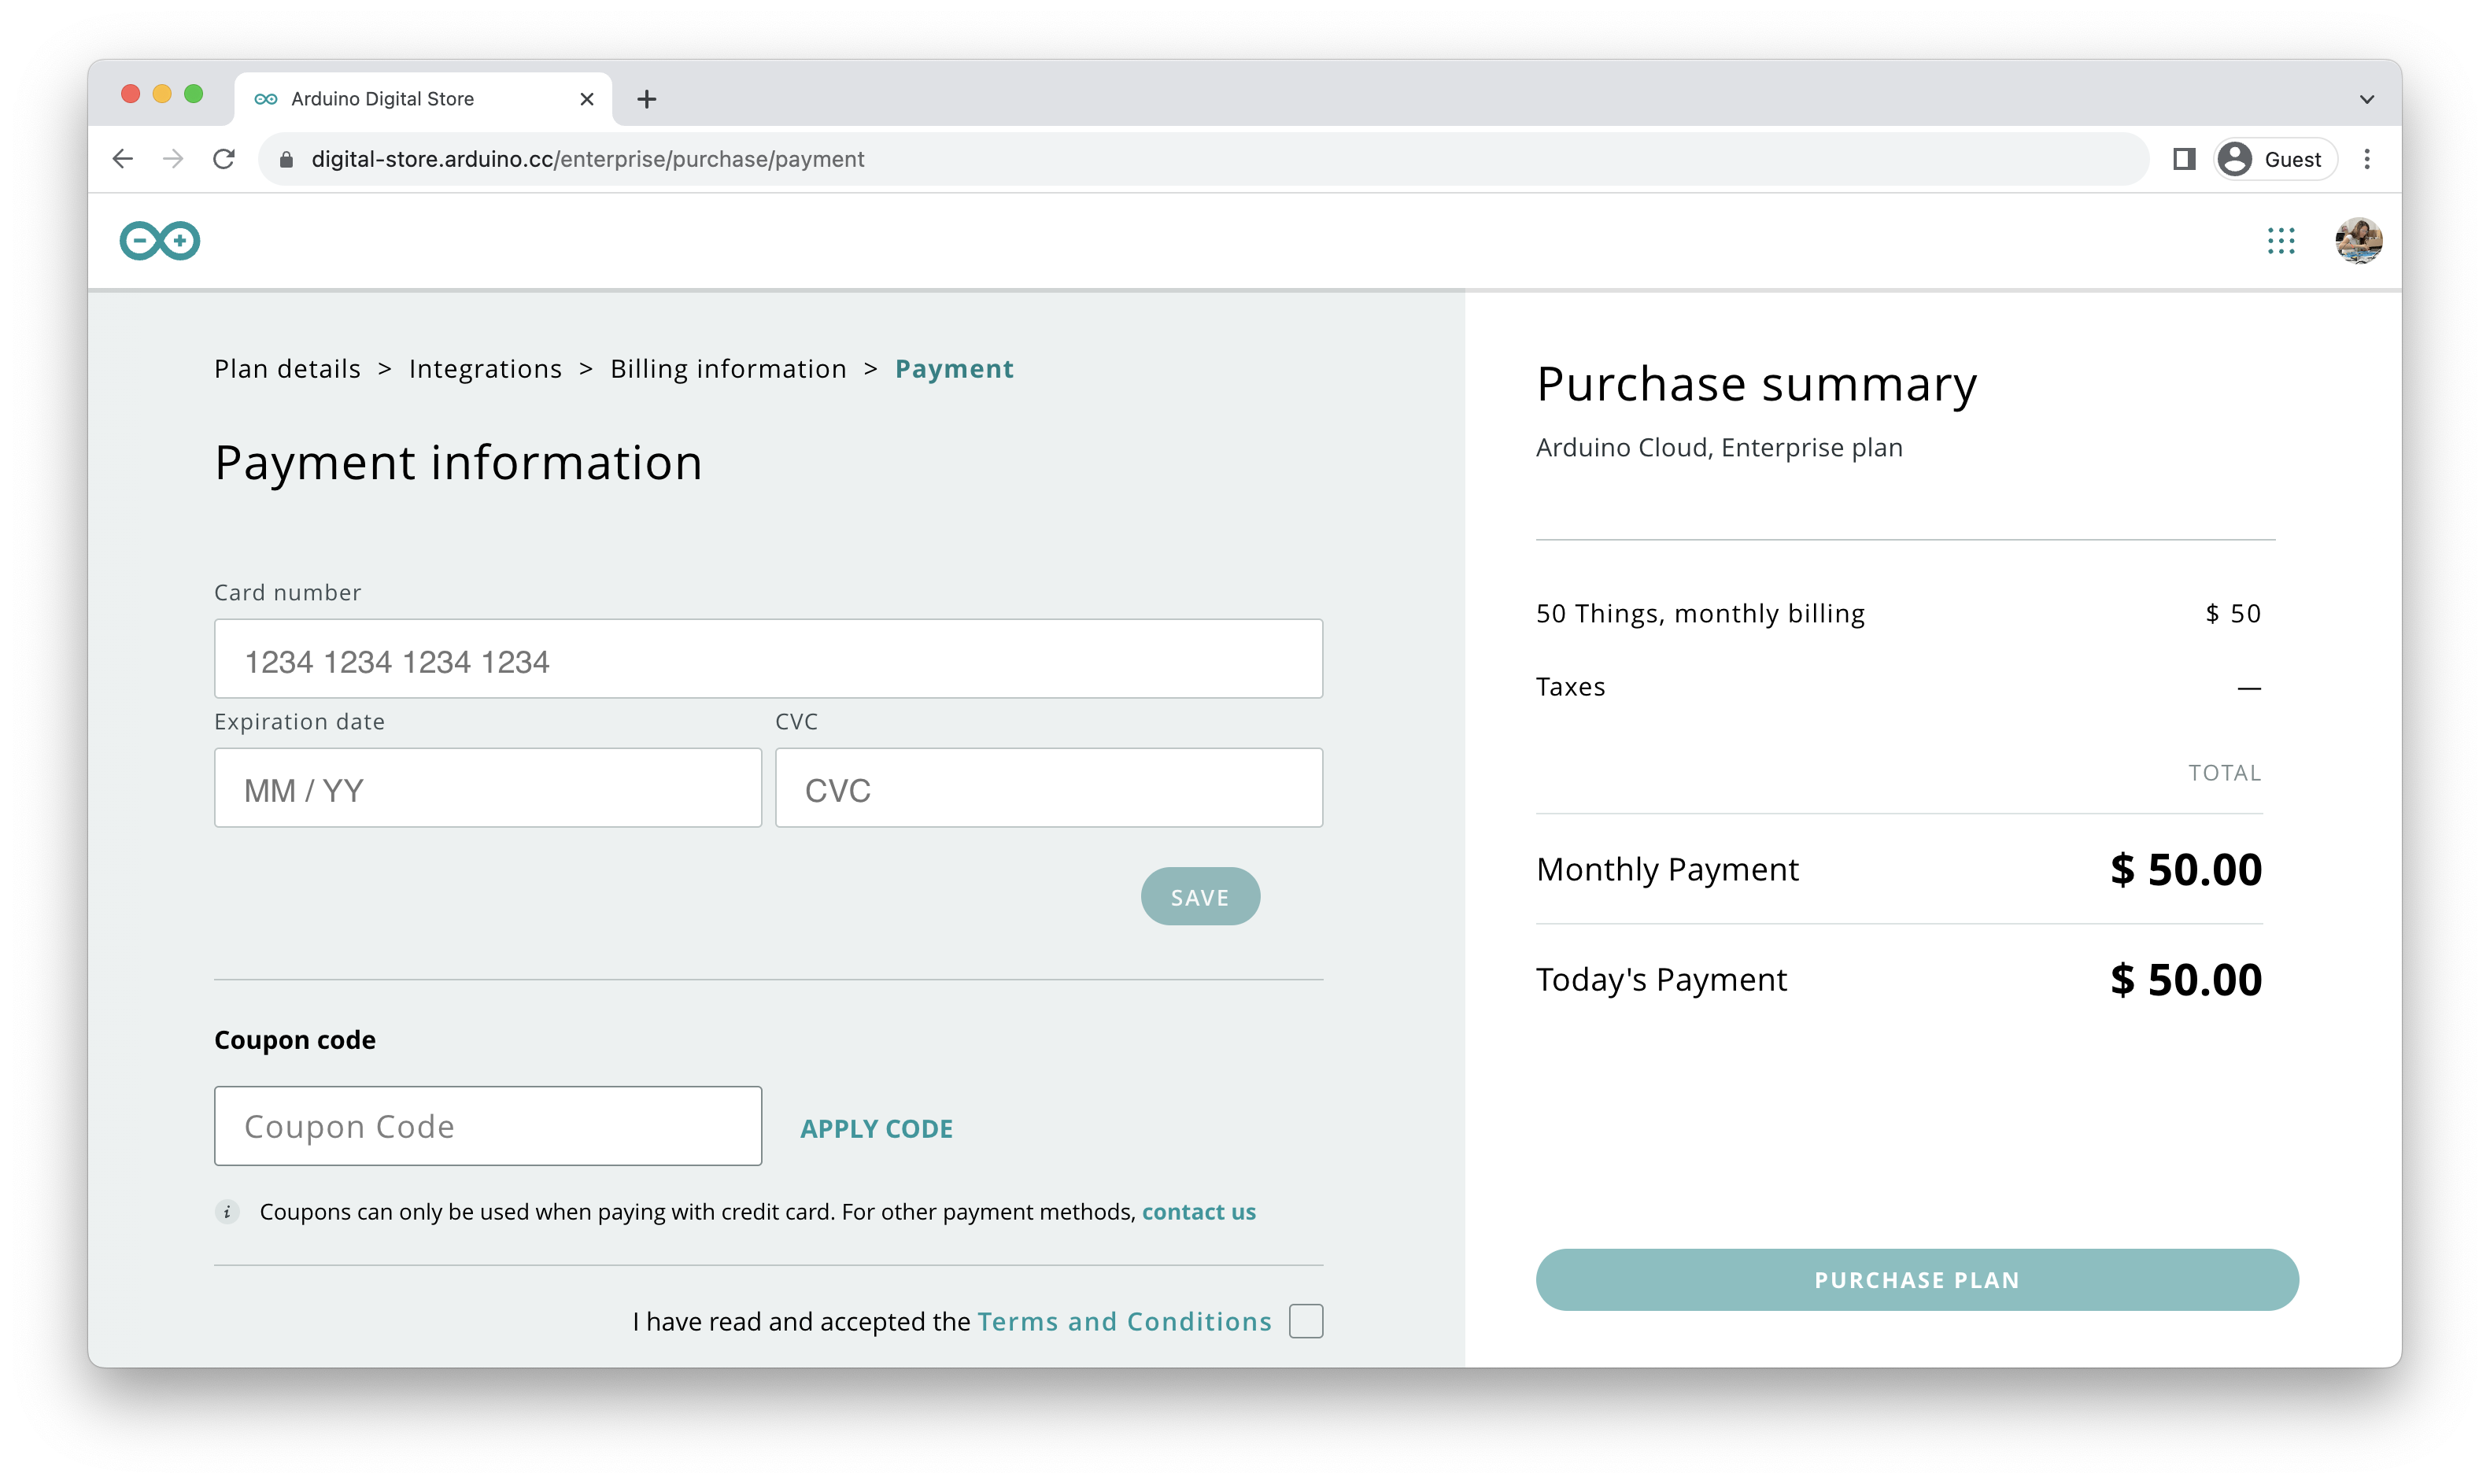 Arduino Digital Store
digital-store.arduino.cc/enterprise/purchase/payment
Guest
Plan details > Integrations > Billing information > Payment
Payment information
Card number
1234 1234 1234 1234
Expiration date
CVC
MM / YY
CVC
SAVE
Coupon code
Coupon Code
APPLY CODE
i Coupons can only be used when paying with credit card. For other payment methods, contact us
I have read and accepted the Terms and Conditions
Purchase summary
Arduino Cloud, Enterprise plan
50 Things, monthly billing $ 50
Taxes —
TOTAL
Monthly Payment $ 50.00
Today's Payment $ 50.00
PURCHASE PLAN